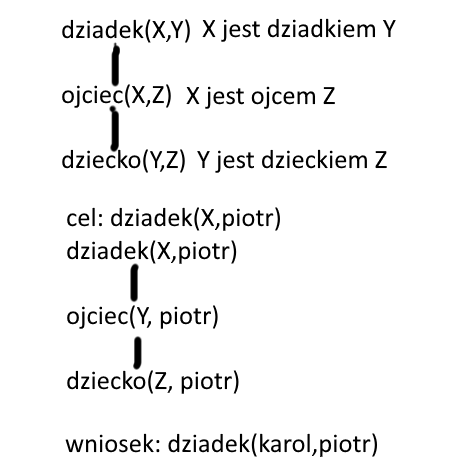 dziadek(X,Y) X jest dziadkiem Y
ojciec(X,Z) X jest ojcem Z
dziecko(Y,Z) Y jest dzieckiem Z
cel: dziadek(X,piotr)
dziadek(X,piotr)
ojciec(Y, piotr)
dziecko(Z, piotr)
wniosek: dziadek(karol,piotr)